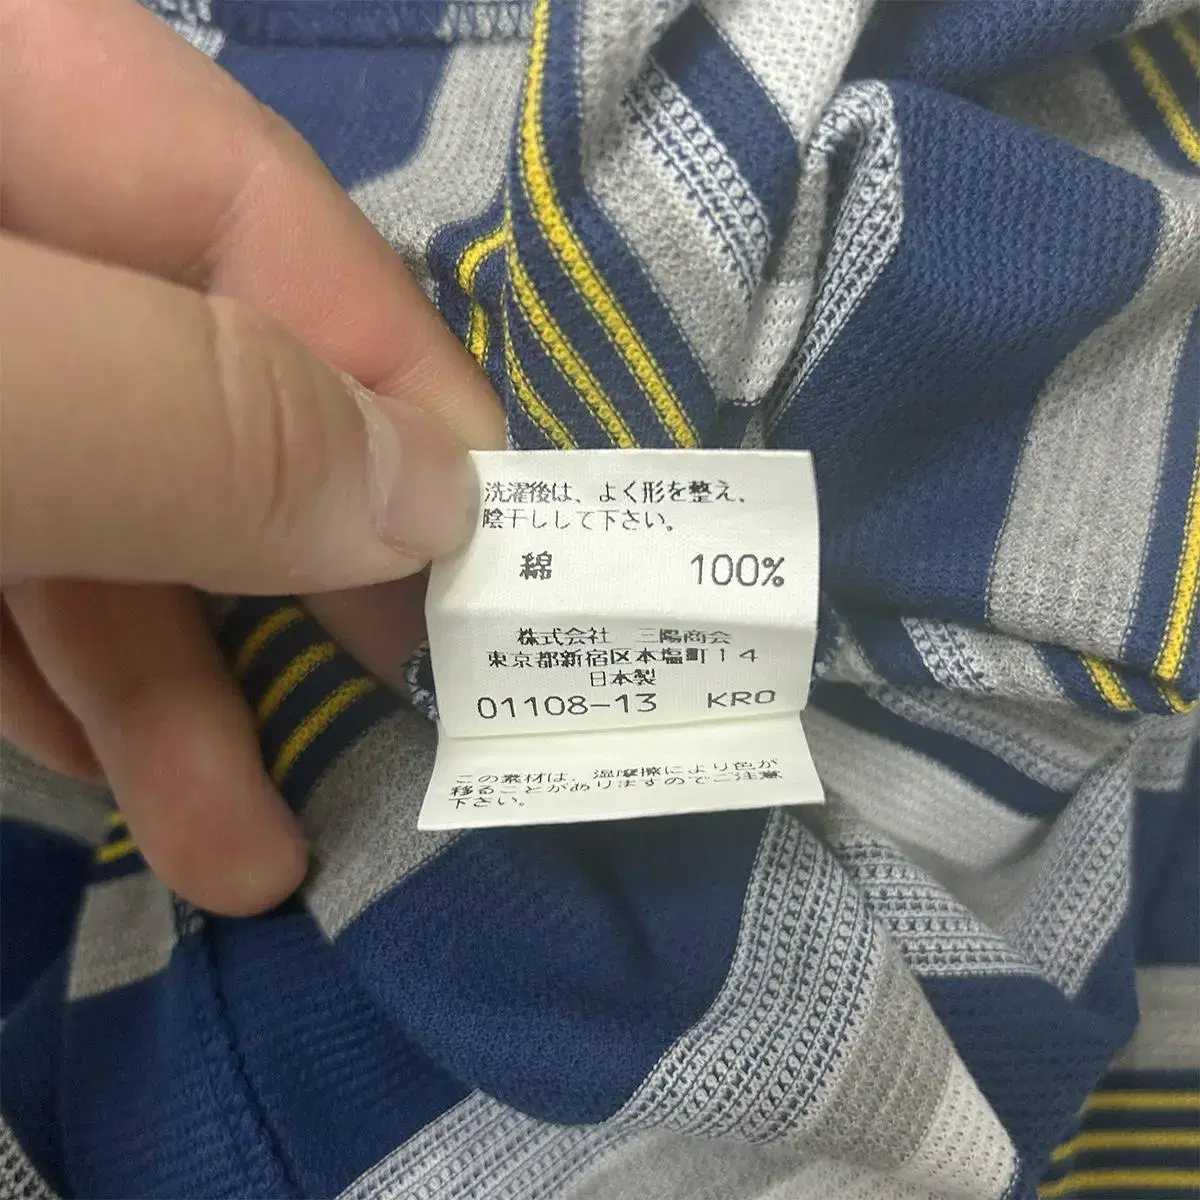 洗濯後は、よく形を整え、
陰干しして下さい。
綿 100%
株式会社 三陽商会
東京都新宿区本塩町14
日本製
01108-13 KRO
この素材は、湿摩擦により色が
移ることがありますのでご注意
下さい。